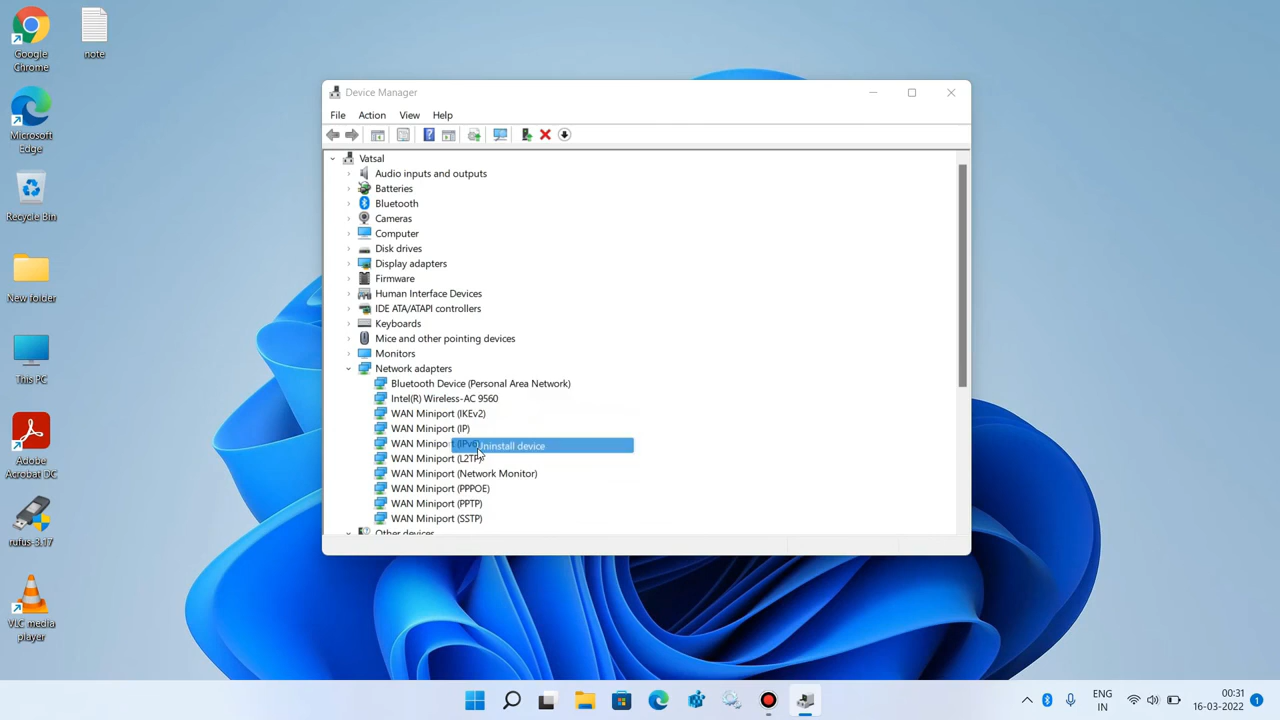 Google
Chrome
note
Microsoft
Edge
Recycle Bin
New folder
This PC
Adobe
Acrobat DC
rufus-3.17
VLC media
player
Device Manager
File Action View Help
Vatsal
Audio inputs and outputs
Batteries
Bluetooth
Cameras
Computer
Disk drives
Display adapters
Firmware
Human Interface Devices
IDE ATA/ATAPI controllers
Keyboards
Mice and other pointing devices
Monitors
Network adapters
Bluetooth Device (Personal Area Network)
Intel(R) Wireless-AC 9560
WAN Miniport (IKEv2)
WAN Miniport (IP)
WAN Miniport (IPv6)
Uninstall device
WAN Miniport (L2TP)
WAN Miniport (Network Monitor)
WAN Miniport (PPPOE)
WAN Miniport (PPTP)
WAN Miniport (SSTP)
Other devices
ENG
IN
00:31
16-03-2022
1